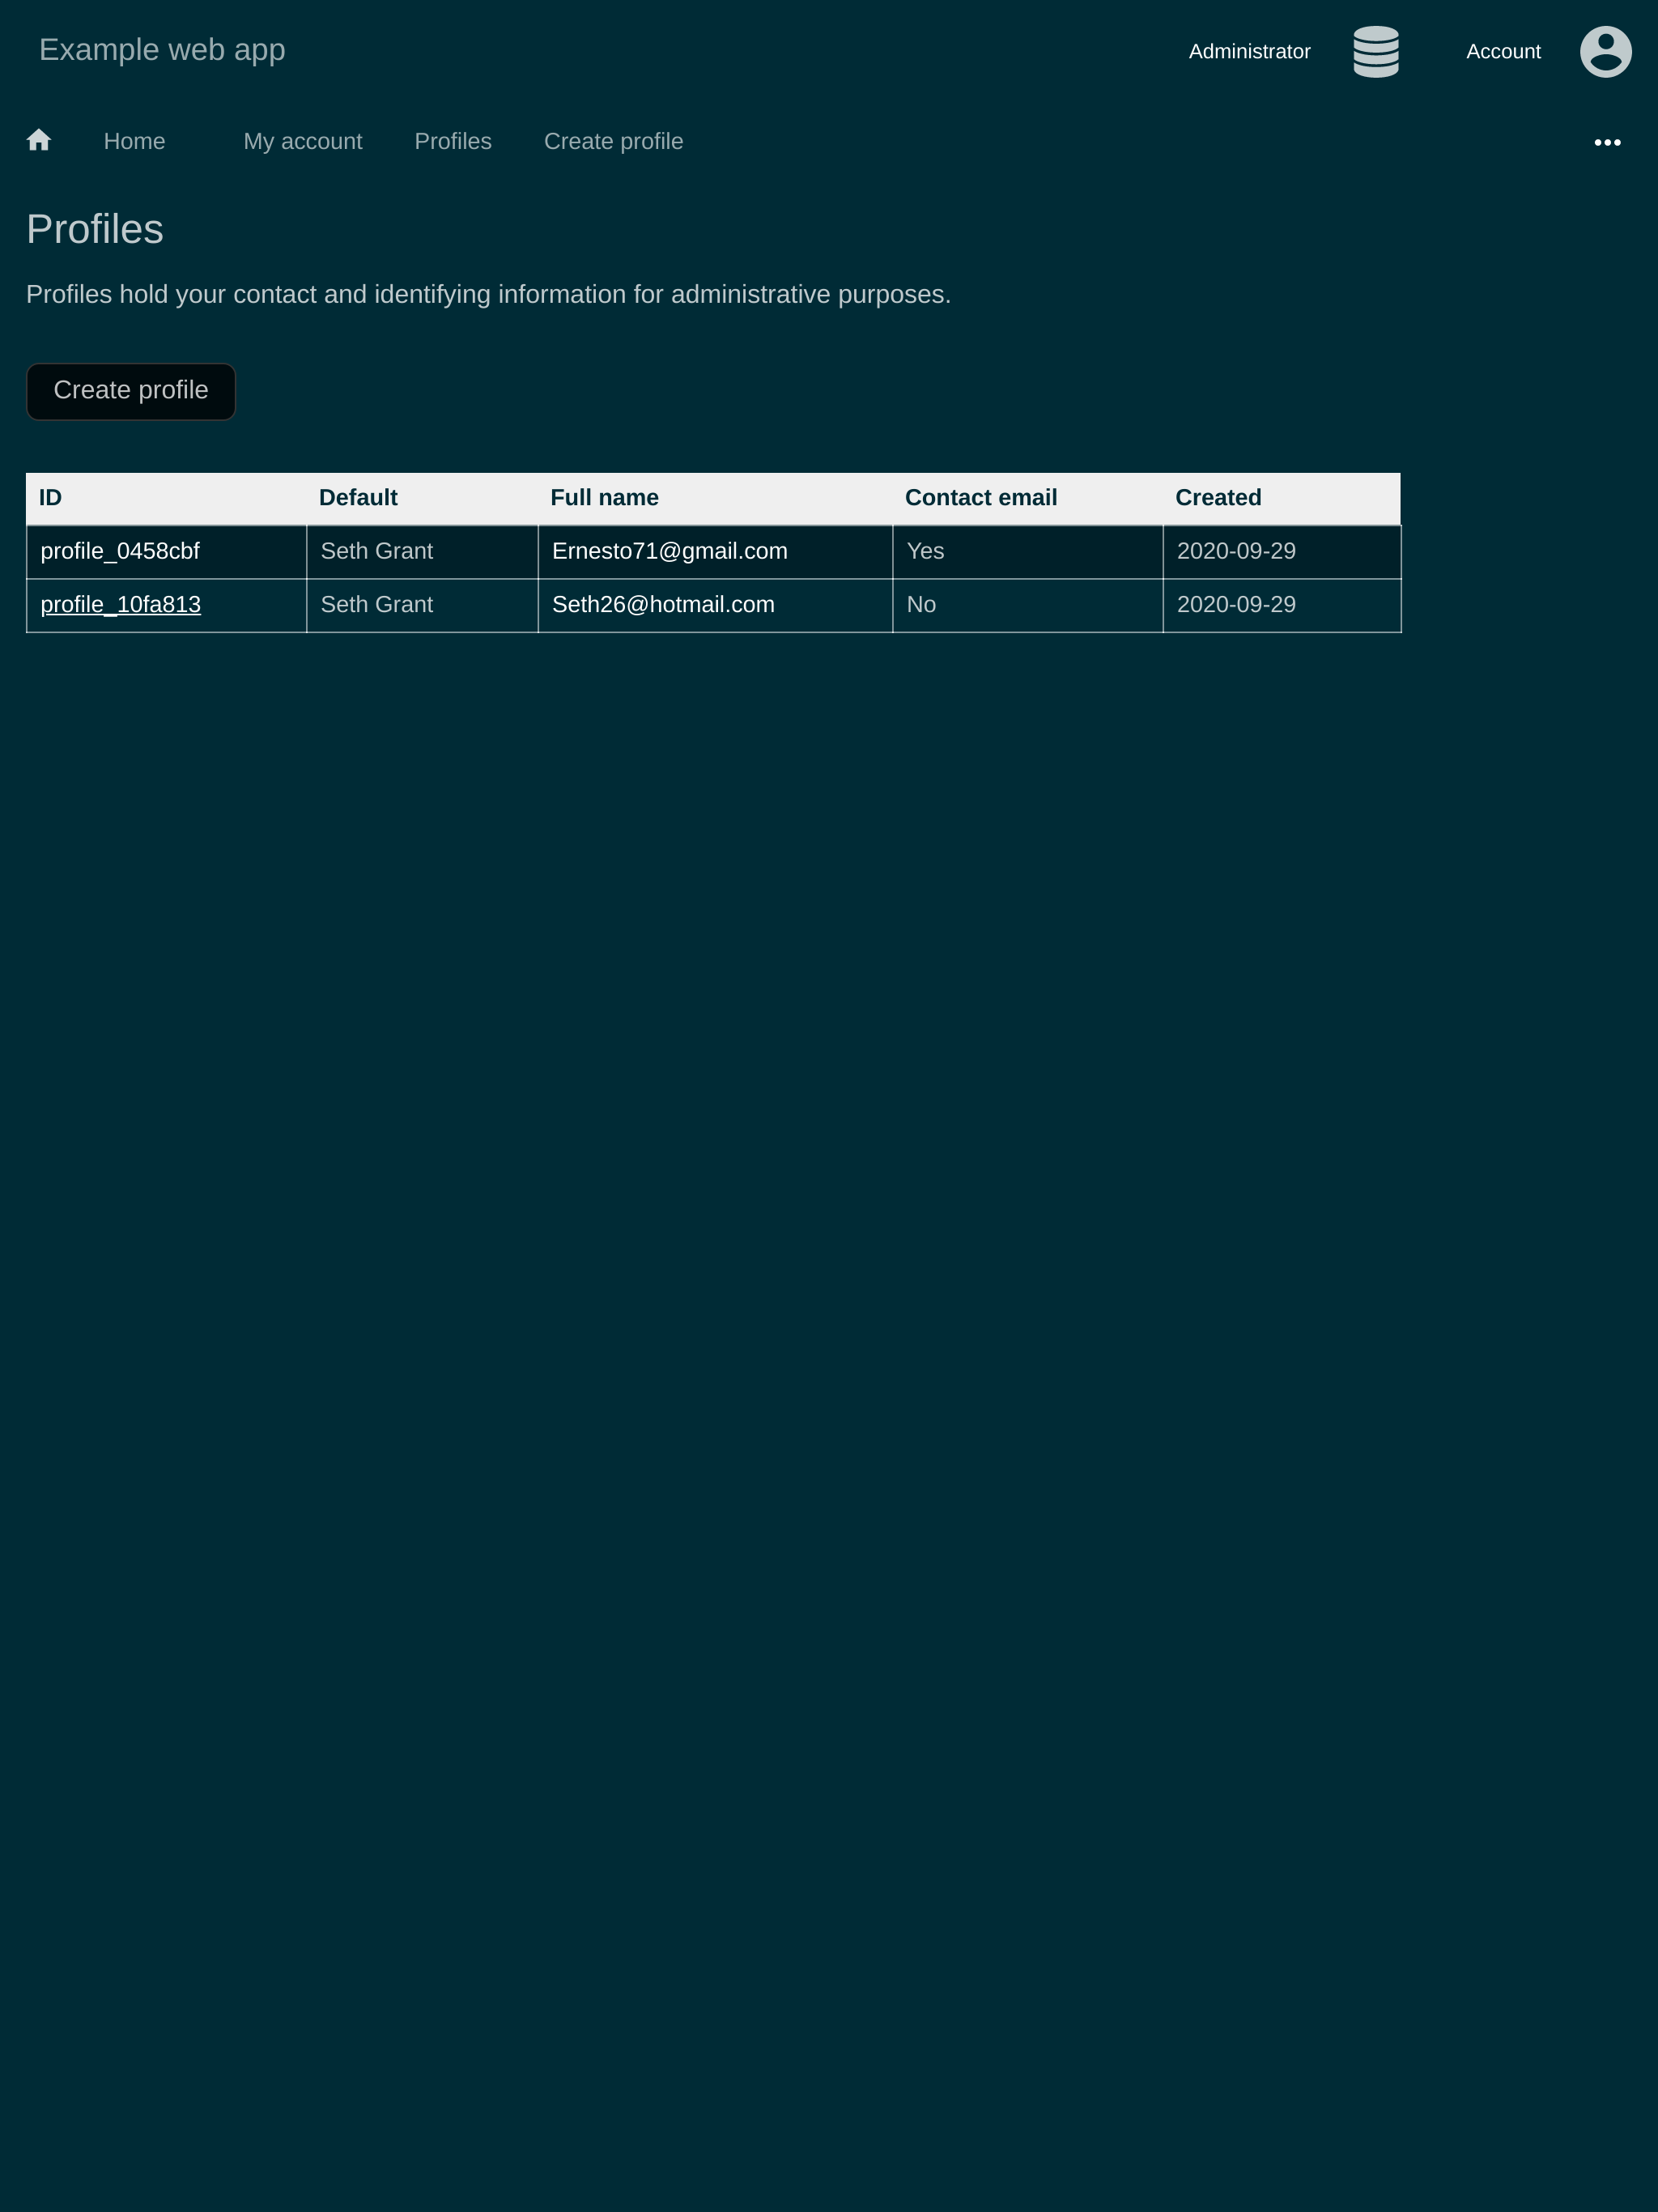 Example web app Administrator Account
Home My account Profiles Create profile
Profiles
Profiles hold your contact and identifying information for administrative purposes.
Create profile
ID Default Full name Contact email Created
profile_0458cbf Seth Grant Ernesto71@gmail.com Yes 2020-09-29
profile_10fa813 Seth Grant Seth26@hotmail.com No 2020-09-29